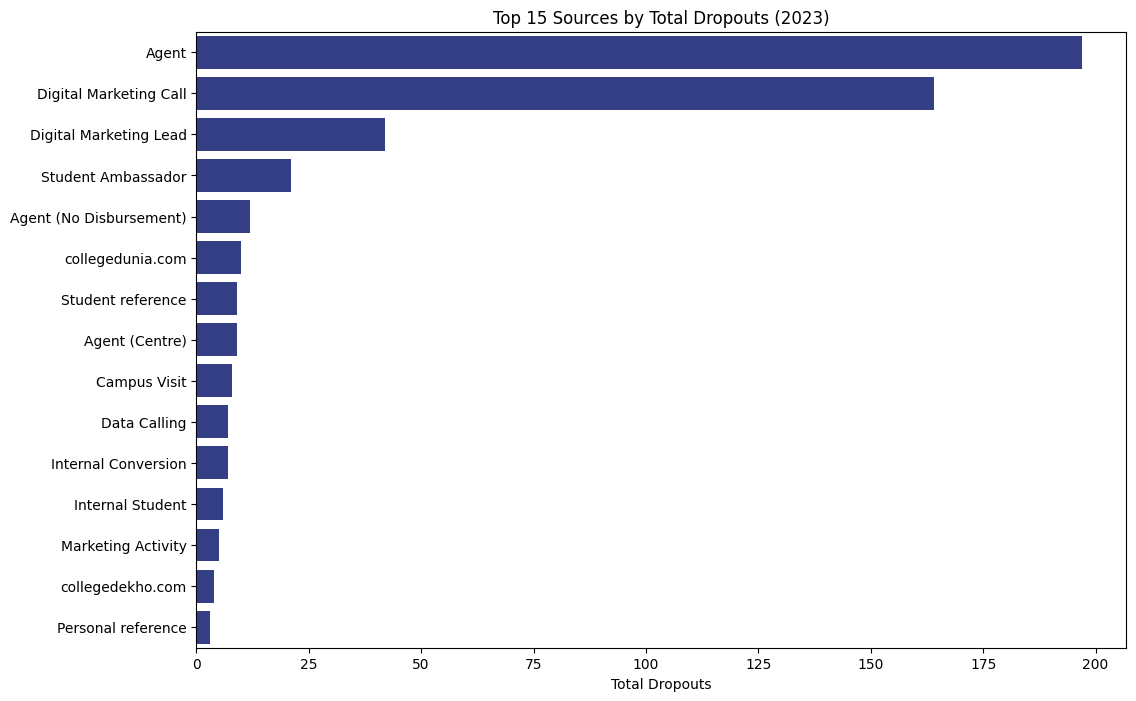 Top 15 Sources by Total Dropouts (2023)
Agent
Digital Marketing Call
Digital Marketing Lead
Student Ambassador
Agent (No Disbursement)
collegedunia.com
Student reference
Agent (Centre)
Campus Visit
Data Calling
Internal Conversion
Internal Student
Marketing Activity
collegedekho.com
Personal reference
0 25 50 75 100 125 150 175 200
Total Dropouts